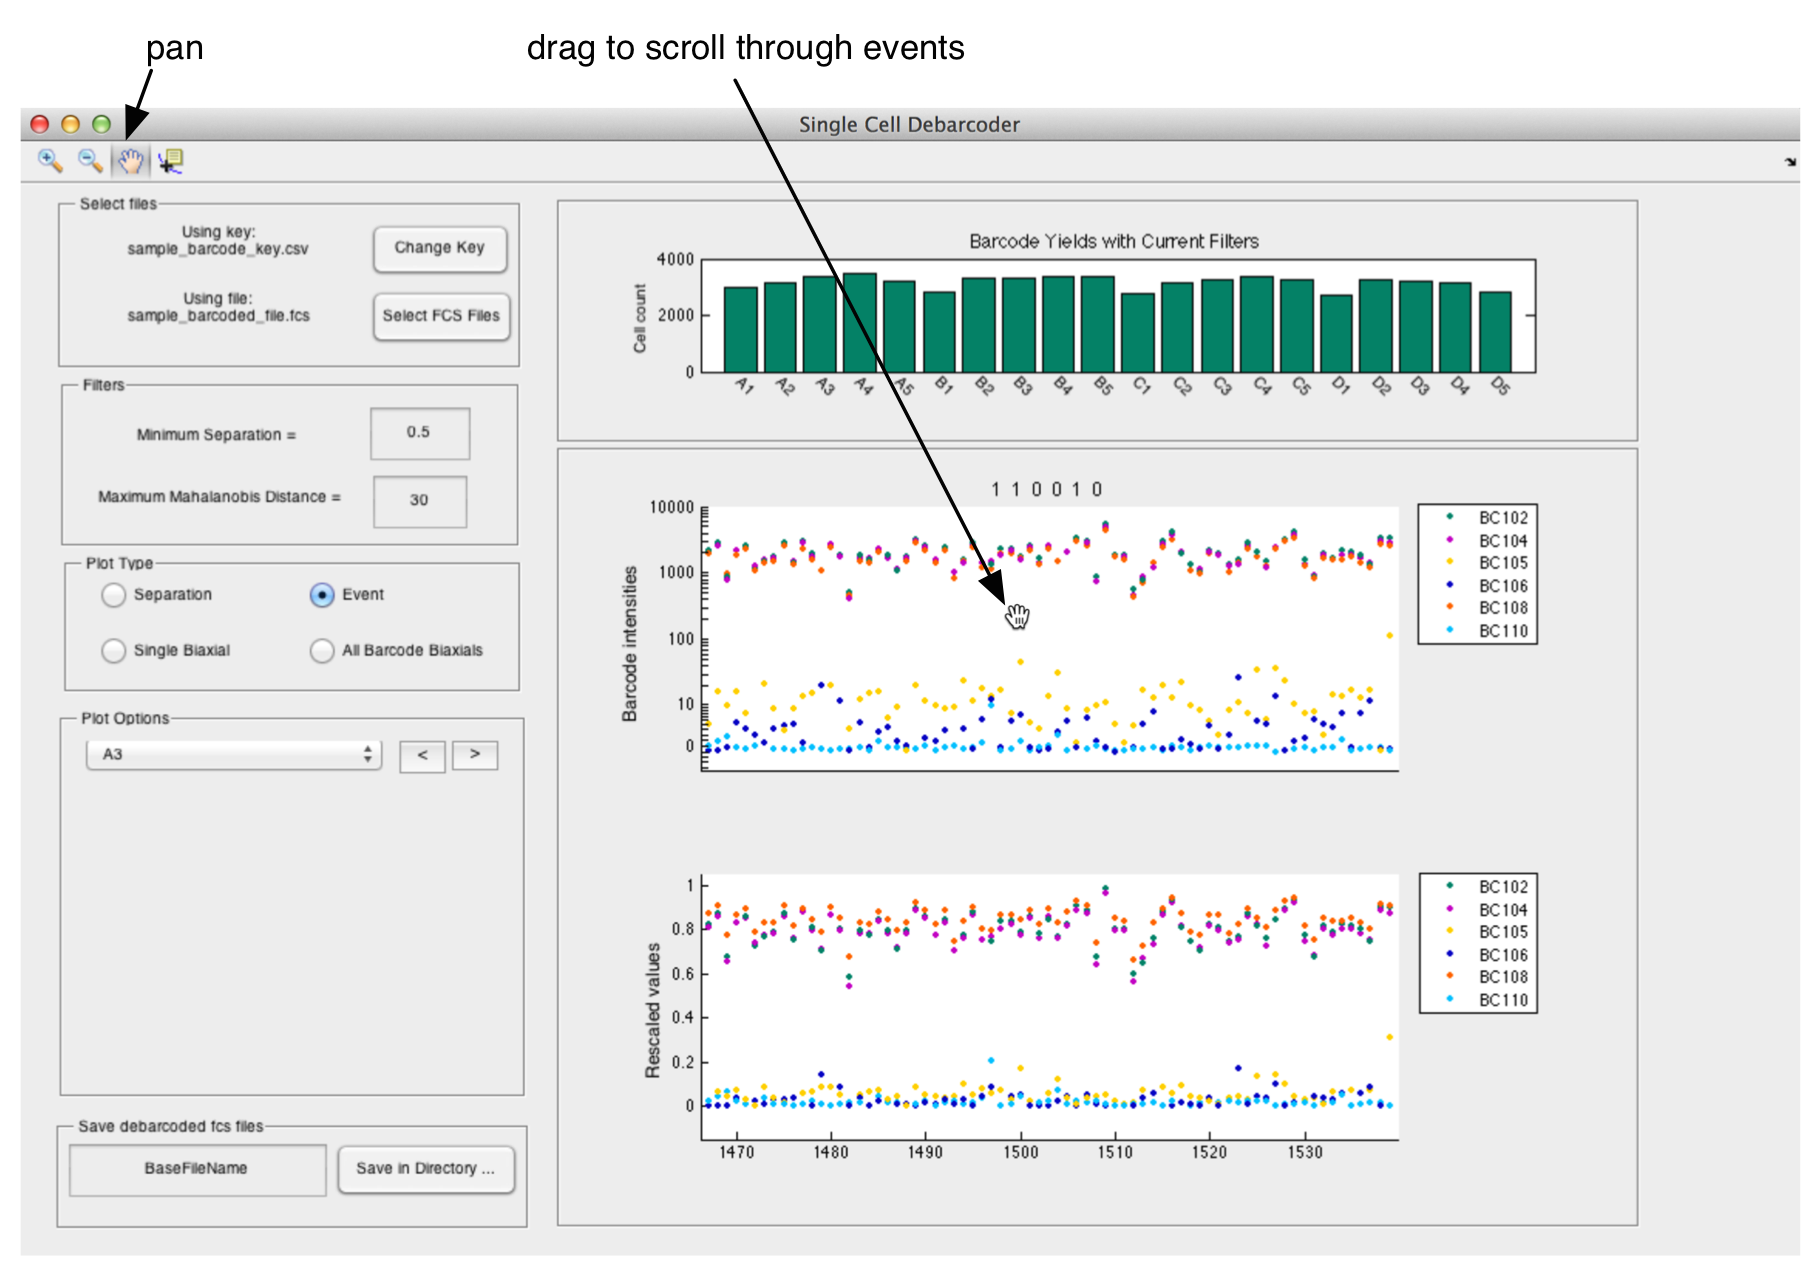 pan
drag to scroll through events
Single Cell Debarcoder
Select files
Using key:
sample_barcode_key.csv
Change Key
Using file:
sample_barcoded_file.fcs
Select FCS Files
Filters
Minimum Separation =
0.5
Maximum Mahalanobis Distance =
30
Plot Type
Separation
Event
Single Biaxial
All Barcode Biaxials
Plot Options
A3
<
>
Save debarcoded fcs files
BaseFileName
Save in Directory ...
Barcode Yields with Current Filters
Cell count
4000
2000
0
A1 A2 A3 A4 A5 B1 B2 B3 B4 B5 C1 C2 C3 C4 C5 D1 D2 D3 D4 D5
1 1 0 0 1 0
Barcode intensities
10000
1000
100
10
0
BC102
BC104
BC105
BC106
BC108
BC110
Rescaled values
1
0.8
0.6
0.4
0.2
0
1470 1480 1490 1500 1510 1520 1530
BC102
BC104
BC105
BC106
BC108
BC110